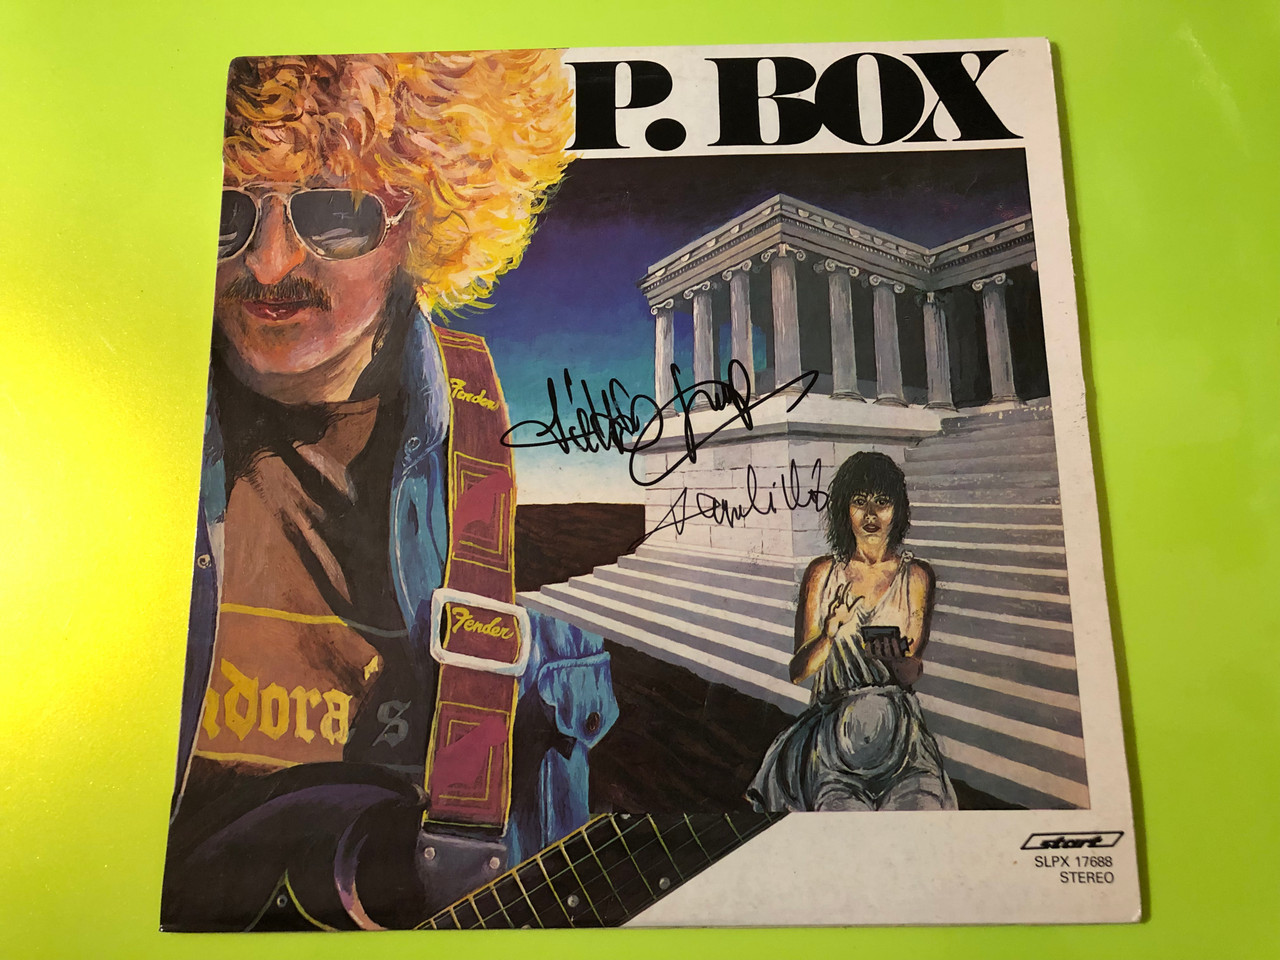 P. BOX
Fender
Fender
dora's
start
SLPX 17688
STEREO